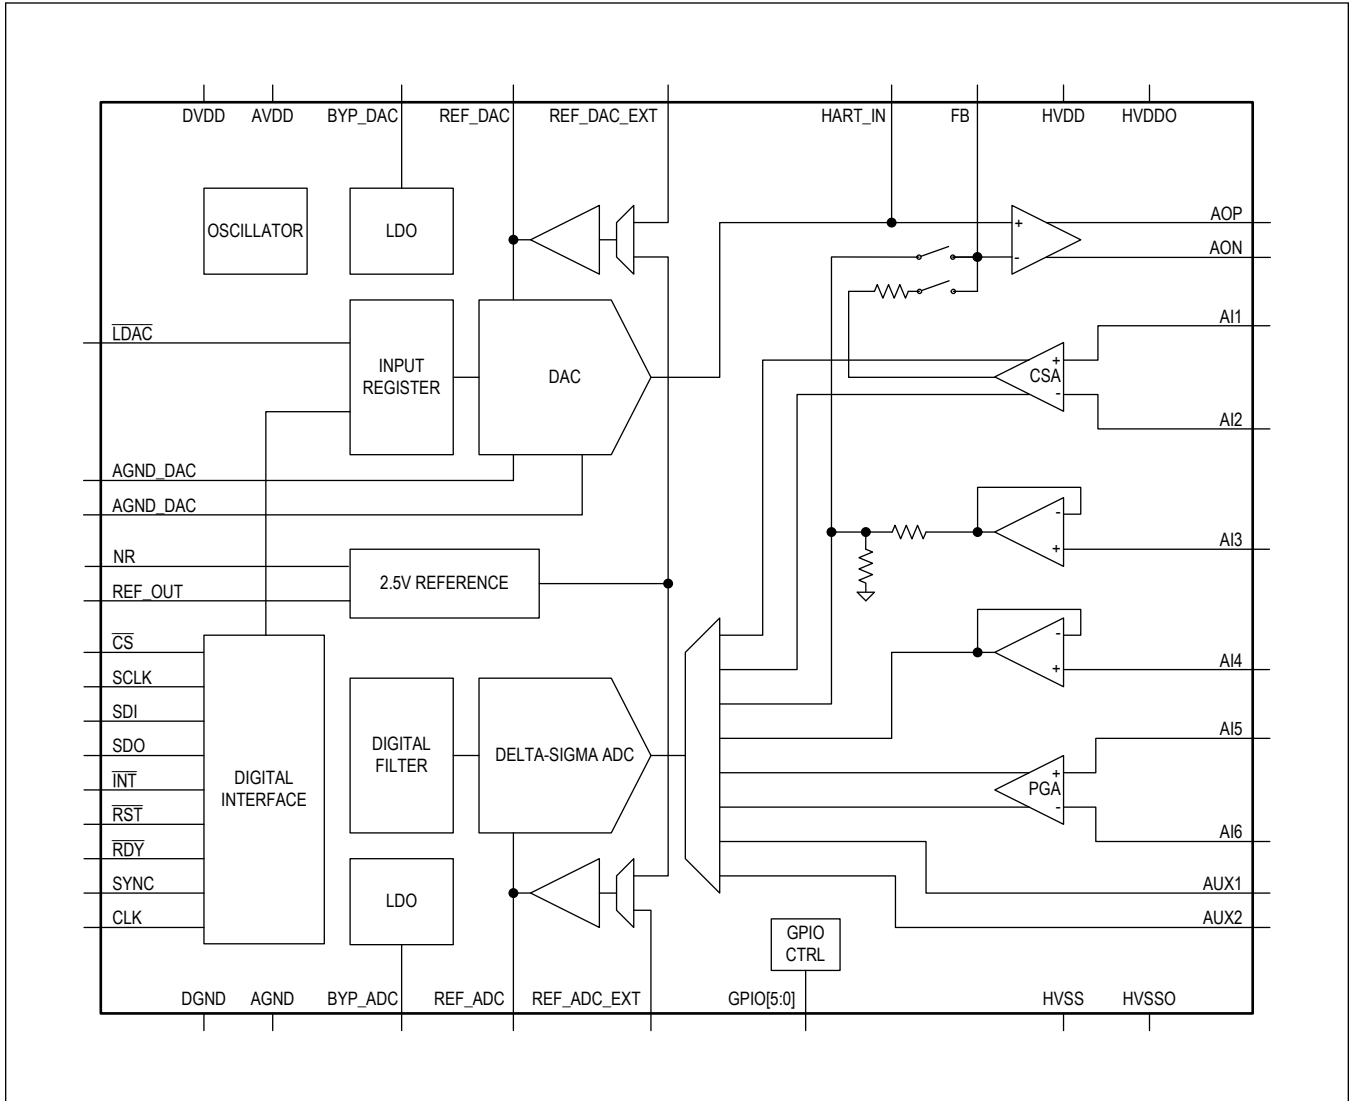 DVDD AVDD BYP_DAC REF_DAC REF_DAC_EXT HART_IN FB HVDD HVDDO
OSCILLATOR
LDO
+
-
AOP
AON
LDAC
INPUT
REGISTER
DAC
AI1
+
CSA
-
AI2
AGND_DAC
AGND_DAC
-
+
AI3
NR
REF_OUT
2.5V REFERENCE
CS
SCLK
SDI
SDO
INT
RST
RDY
SYNC
CLK
DIGITAL
INTERFACE
DIGITAL
FILTER
DELTA-SIGMA ADC
LDO
-
+
AI4
AI5
+
PGA
-
AI6
AUX1
AUX2
GPIO
CTRL
DGND AGND BYP_ADC REF_ADC REF_ADC_EXT GPIO[5:0] HVSS HVSSO